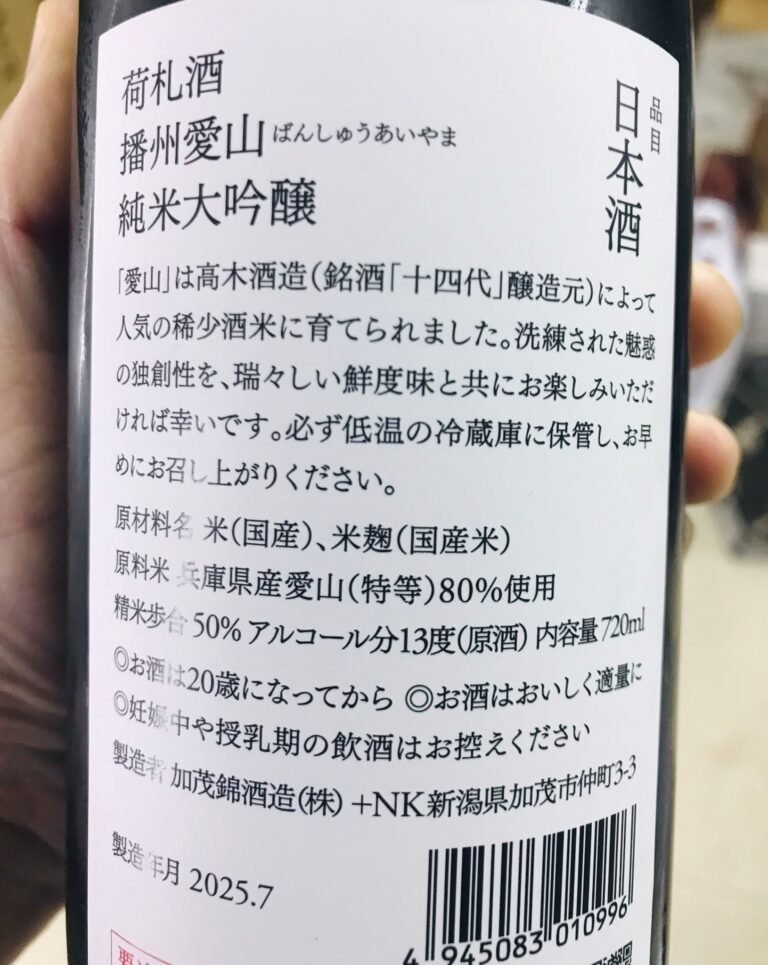 品目
日本酒
荷札酒
播州愛山 ばんしゅうあいやま
純米大吟醸
「愛山」は高木酒造(銘酒「十四代」醸造元)によって
人気の稀少酒米に育てられました。洗練された魅惑
の独創性を、瑞々しい鮮度味と共にお楽しみいただ
ければ幸いです。必ず低温の冷蔵庫に保管し、お早
めにお召し上がりください。
原材料名 米(国産)、米麹(国産米)
原料米 兵庫県産愛山(特等)80%使用
精米歩合 50% アルコール分13度(原酒) 内容量 720ml
◎お酒は20歳になってから ◎お酒はおいしく適量に
◎妊娠中や授乳期の飲酒はお控えください
製造者 加茂錦酒造(株) +NK 新潟県加茂市仲町3-3
製造年月 2025.7
4 945083 010996